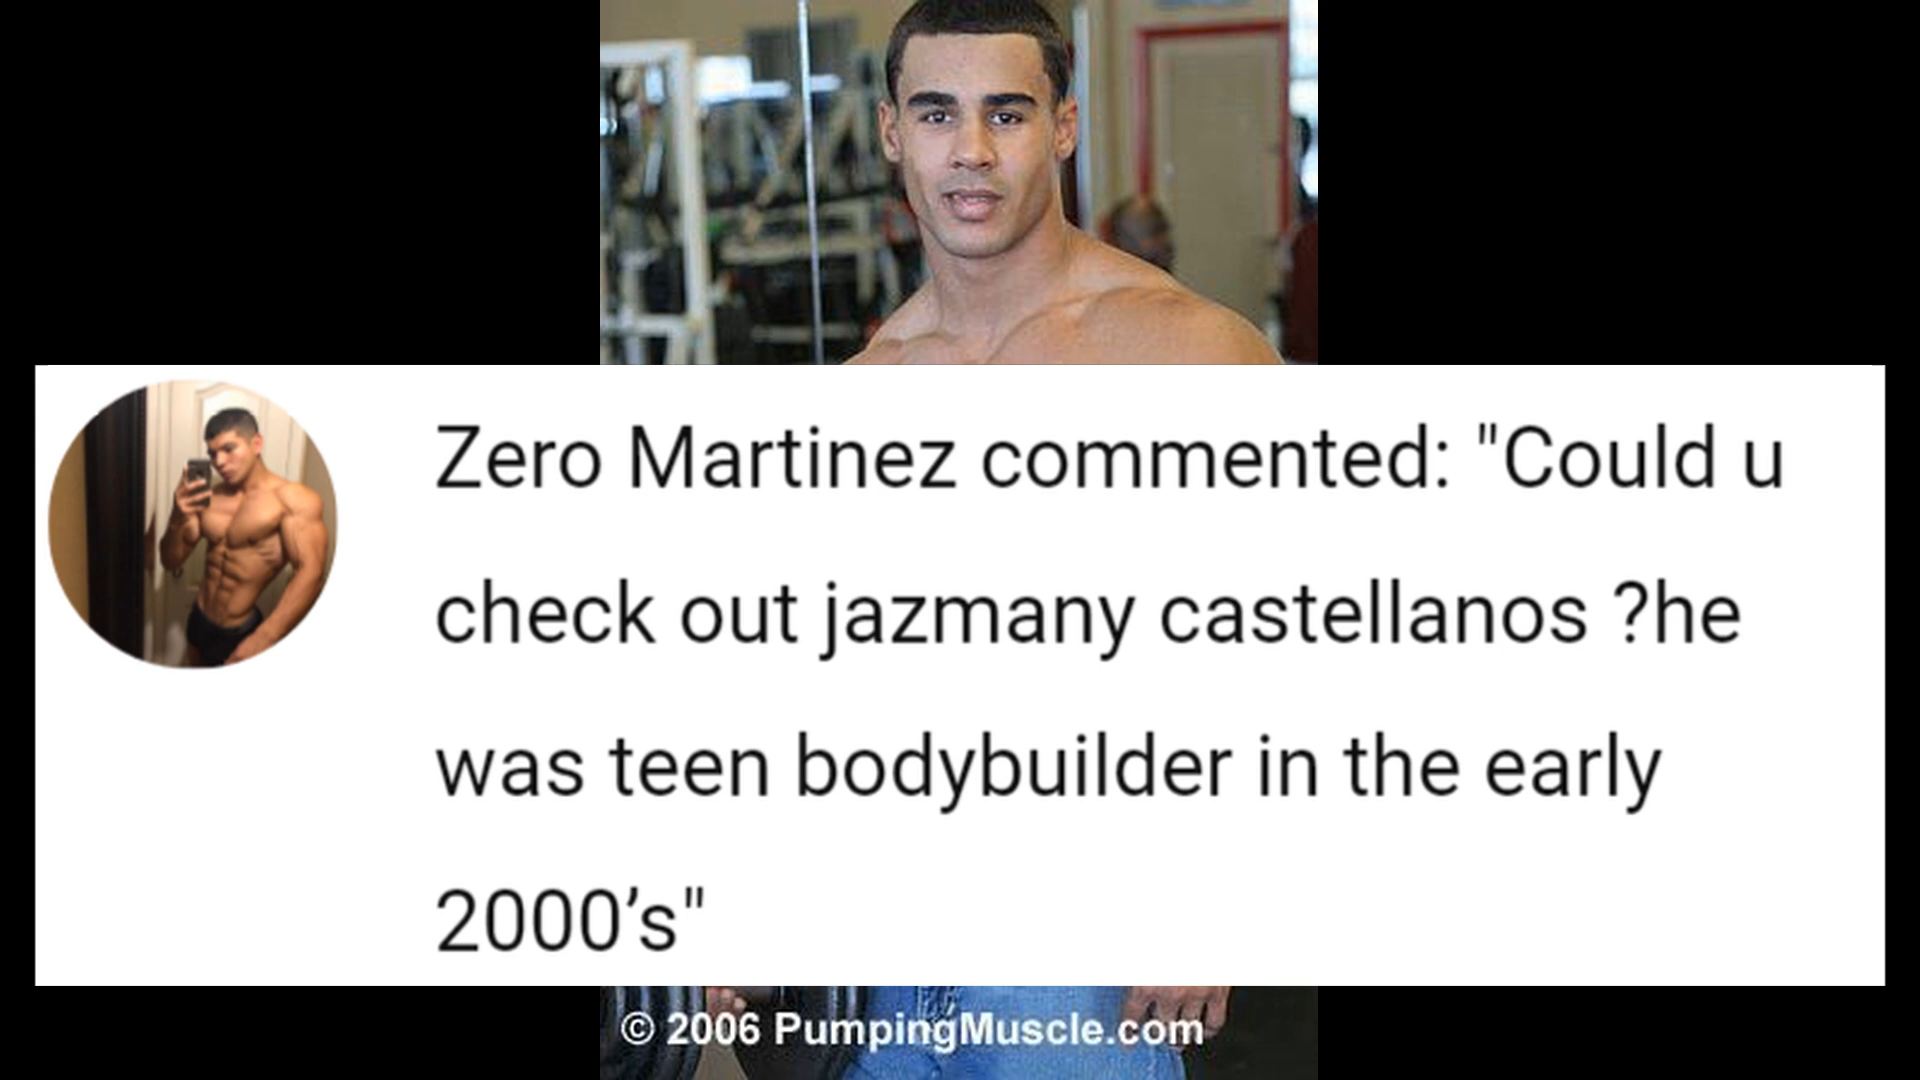 Zero Martinez commented: "Could u
check out jazmany castellanos ?he
was teen bodybuilder in the early
2000’s"
© 2006 PumpingMuscle.com